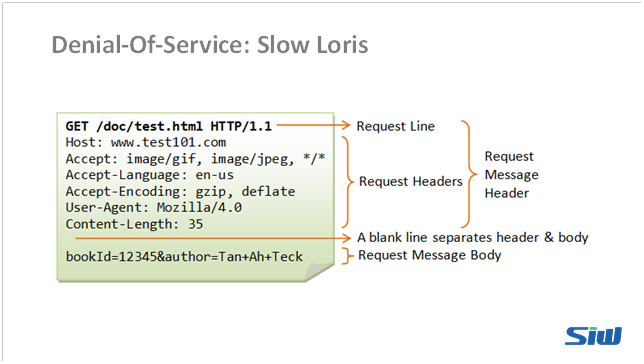 Denial-Of-Service: Slow Loris
GET /doc/test.html HTTP/1.1
Host: www.test101.com
Accept: image/gif, image/jpeg, */*
Accept-Language: en-us
Accept-Encoding: gzip, deflate
User-Agent: Mozilla/4.0
Content-Length: 35
bookId=12345&author=Tan+Ah+Teck
Request Line
Request Headers
Request
Message
Header
A blank line separates header & body
Request Message Body
SiW